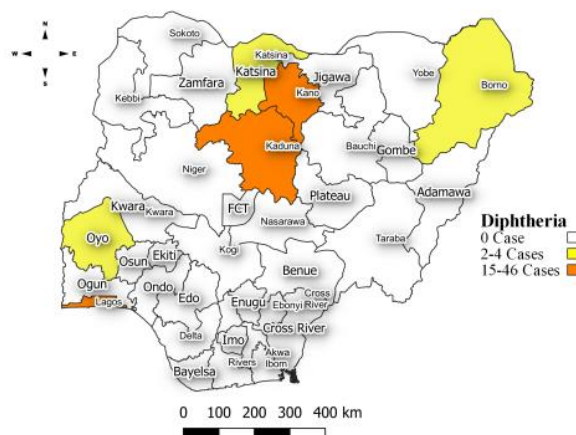 N
W E
S
Sokoto
Katsina
Zamfara
Katsina
Jigawa
Kano
Yobe
Borno
Kebbi
Kaduna
Bauchi
Gombe
Niger
Adamawa
Plateau
Kwara
Kwara
FCT
Nasarawa
Oyo
Kogi
Taraba
Osun
Ekiti
Benue
Ogun
Ondo
Edo
Lagos
Enugu
Ebonyi
Cross
River
Cross River
Delta
Imo
Bayelsa
Rivers
Akwa
Ibom
Diphtheria
0 Case
2-4 Cases
15-46 Cases
0 100 200 300 400 km